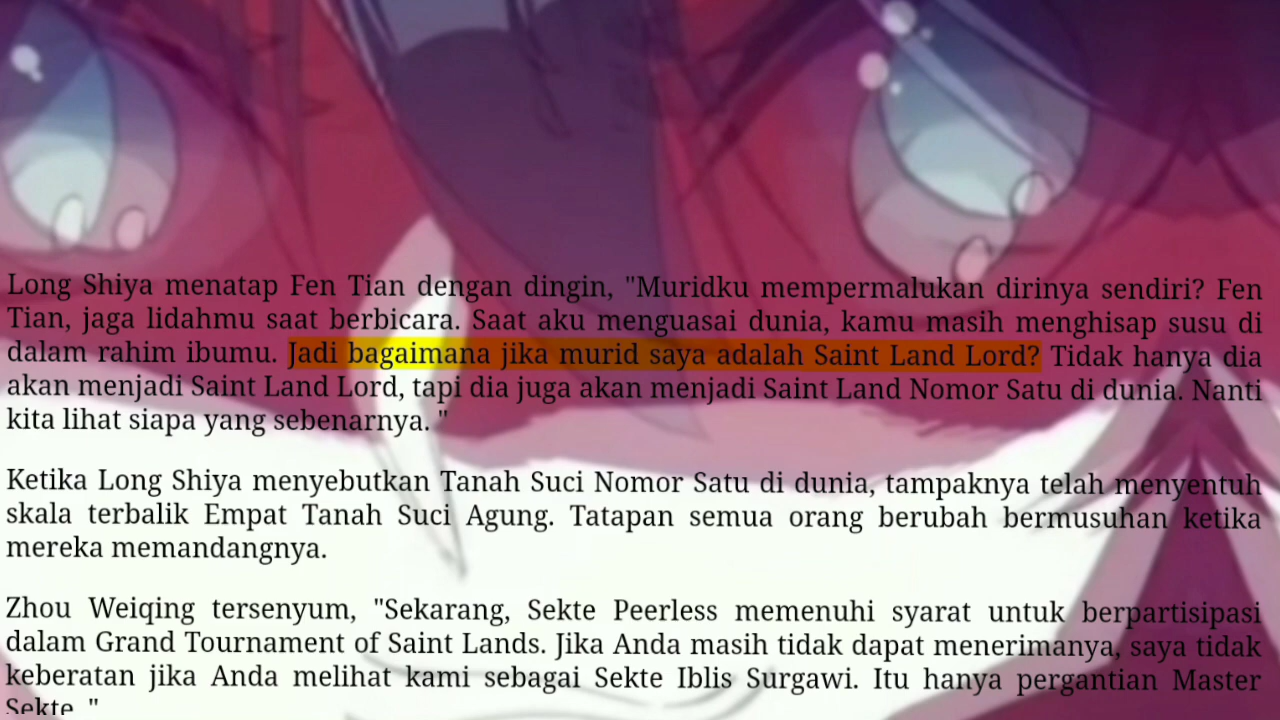 Long Shiya menatap Fen Tian dengan dingin, "Muridku mempermalukan dirinya sendiri? Fen
Tian, jaga lidahmu saat berbicara. Saat aku menguasai dunia, kamu masih menghisap susu di
dalam rahim ibumu. Jadi bagaimana jika murid saya adalah Saint Land Lord? Tidak hanya dia
akan menjadi Saint Land Lord, tapi dia juga akan menjadi Saint Land Nomor Satu di dunia. Nanti
kita lihat siapa yang sebenarnya. "
Ketika Long Shiya menyebutkan Tanah Suci Nomor Satu di dunia, tampaknya telah menyentuh
skala terbalik Empat Tanah Suci Agung. Tatapan semua orang berubah bermusuhan ketika
mereka memandangnya.
Zhou Weiqing tersenyum, "Sekarang, Sekte Peerless memenuhi syarat untuk berpartisipasi
dalam Grand Tournament of Saint Lands. Jika Anda masih tidak dapat menerimanya, saya tidak
keberatan jika Anda melihat kami sebagai Sekte Iblis Surgawi. Itu hanya pergantian Master
Sekte. "